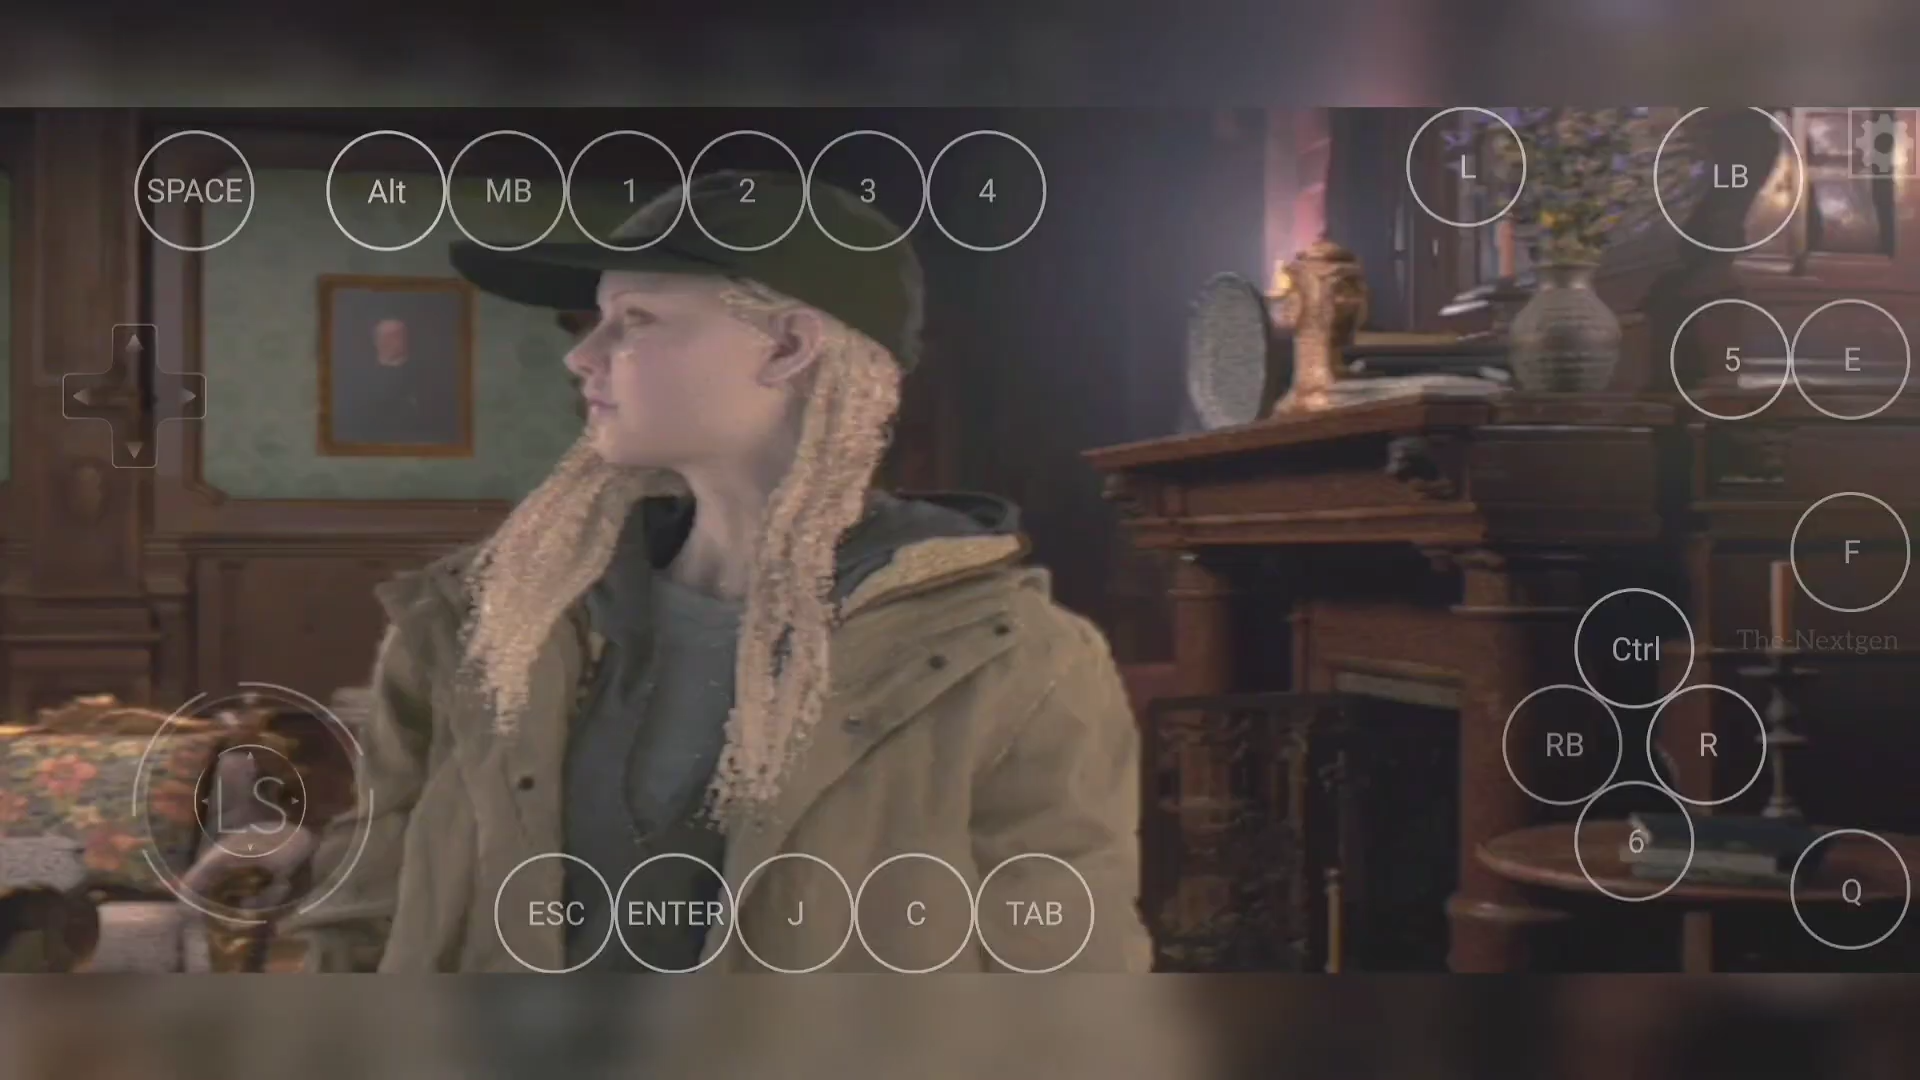 SPACE Alt MB 1 2 3 4 L LB
5 E
F
Ctrl
The-Nextgen
RB R
LS
6
Q
ESC ENTER J C TAB